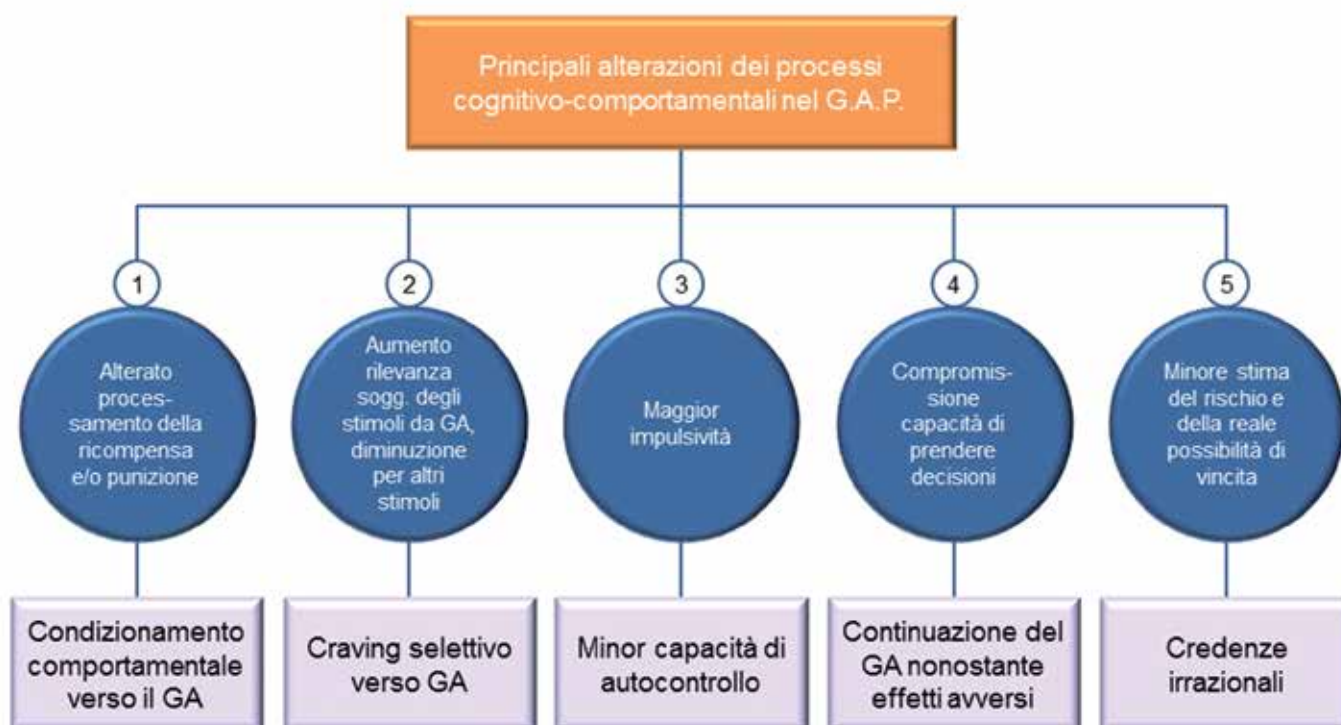 Principali alterazioni dei processi
cognitivo-comportamentali nel G.A.P.
1
Alterato
proces-
samento della
ricompensa
e/o punizione
Condizionamento
comportamentale
verso il GA
2
Aumento
rilevanza
sogg. degli
stimoli da GA,
diminuzione
per altri
stimoli
Craving selettivo
verso GA
3
Maggior
impulsività
Minor capacità di
autocontrollo
4
Compromis-
sione
capacità di
prendere
decisioni
Continuazione del
GA nonostante
effetti avversi
5
Minore stima
del rischio e
della reale
possibilità di
vincita
Credenze
irrazionali